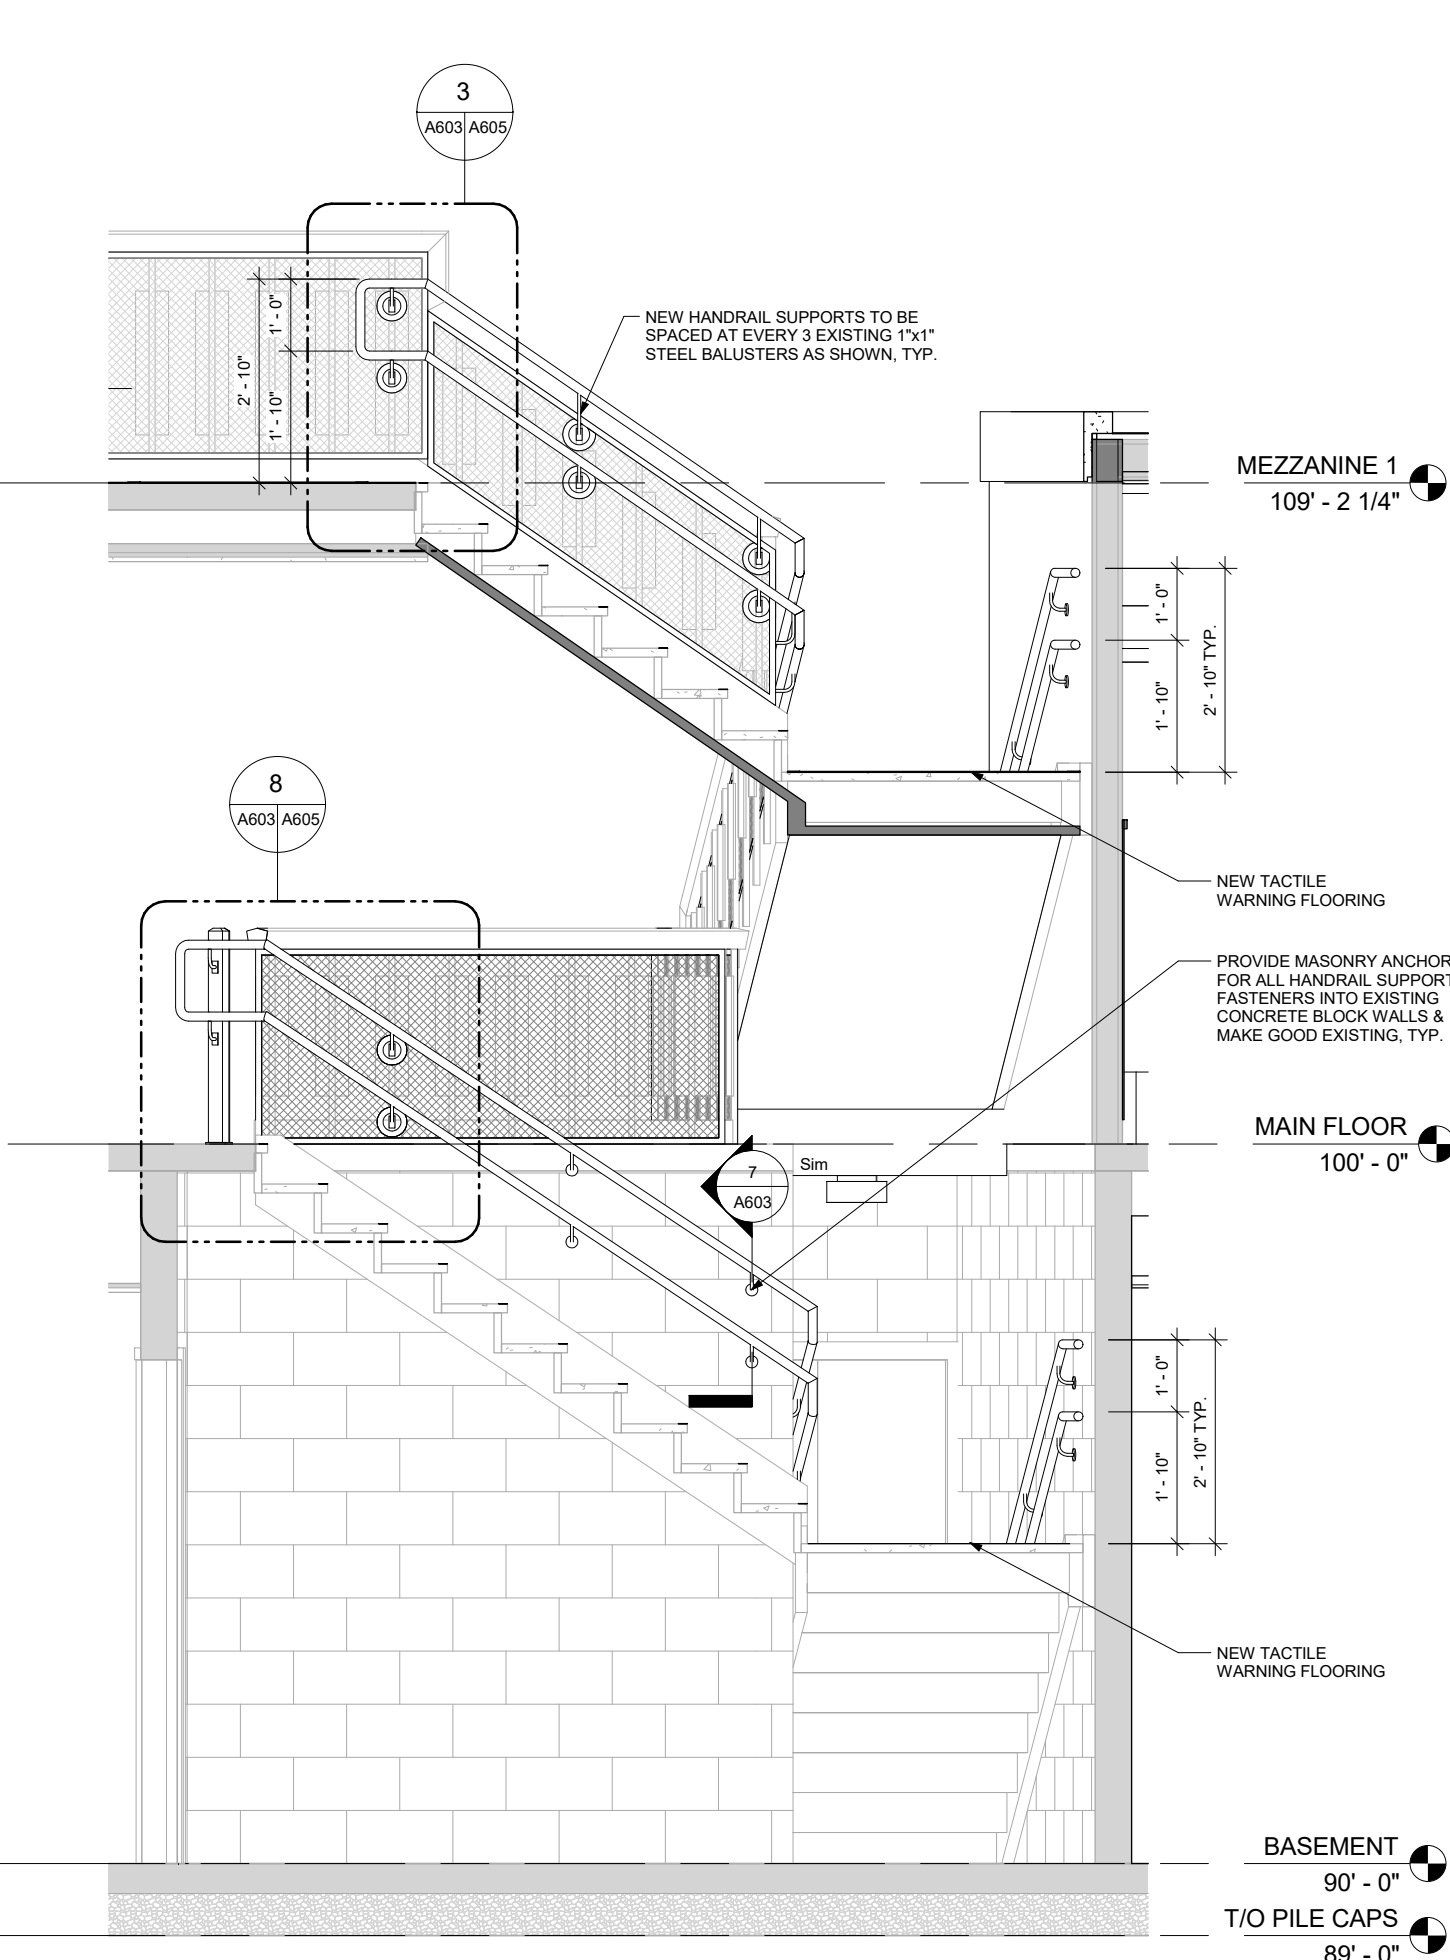 3
A603 A605
NEW HANDRAIL SUPPORTS TO BE
SPACED AT EVERY 3 EXISTING 1"x1"
STEEL BALUSTERS AS SHOWN, TYP.
2' - 10"
1' - 0"
1' - 10"
MEZZANINE 1
109' - 2 1/4"
1' - 0"
1' - 10"
2' - 10" TYP.
8
A603 A605
NEW TACTILE
WARNING FLOORING
PROVIDE MASONRY ANCHOR
FOR ALL HANDRAIL SUPPORT
FASTENERS INTO EXISTING
CONCRETE BLOCK WALLS &
MAKE GOOD EXISTING, TYP.
MAIN FLOOR
100' - 0"
7
A603
Sim
1' - 0"
1' - 10"
2' - 10" TYP.
NEW TACTILE
WARNING FLOORING
BASEMENT
90' - 0"
T/O PILE CAPS
89' - 0"